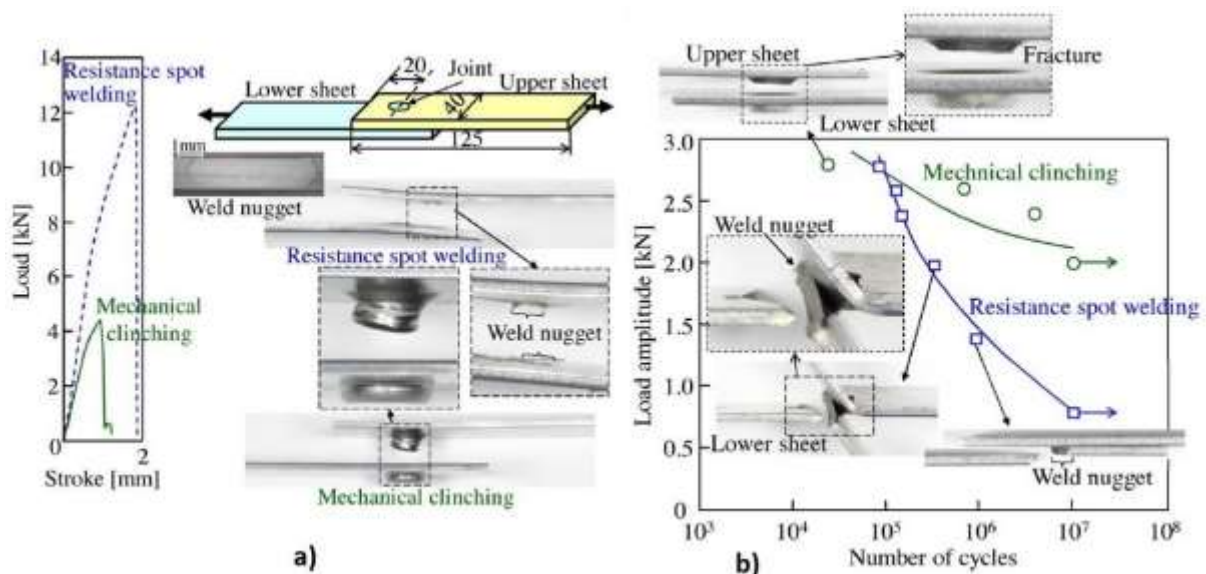 14
12
10
8
6
4
2
0
Load [kN]
2
Stroke [mm]
Resistance spot
welding
Mechanical
clinching
20
Joint
Lower sheet
Upper sheet
40
125
1mm
Weld nugget
Resistance spot welding
Weld nugget
Mechanical clinching
a)
Upper sheet
Fracture
Lower sheet
3.0
2.5
2.0
1.5
1.0
0.5
0
Load amplitude [kN]
Mechnical clinching
Weld nugget
Resistance spot welding
Lower sheet
Weld nugget
10³
10⁴
10⁵
10⁶
10⁷
10⁸
Number of cycles
b)